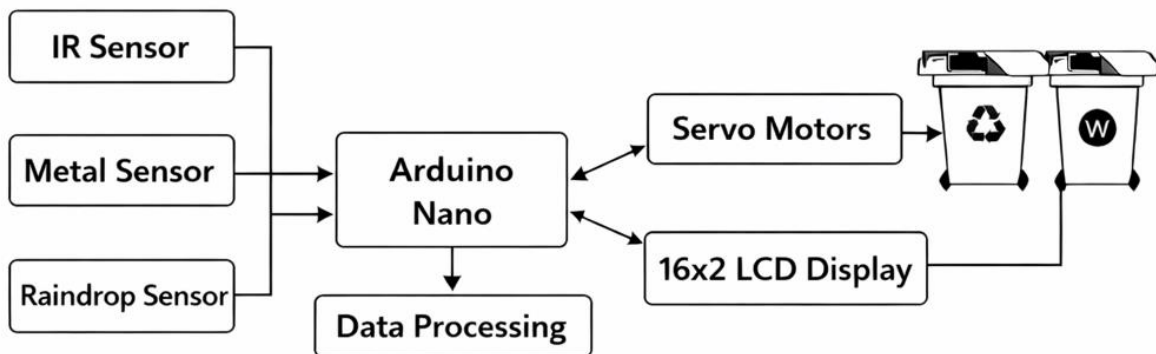 IR Sensor
Metal Sensor
Raindrop Sensor
Arduino
Nano
Data Processing
Servo Motors
16x2 LCD Display
W